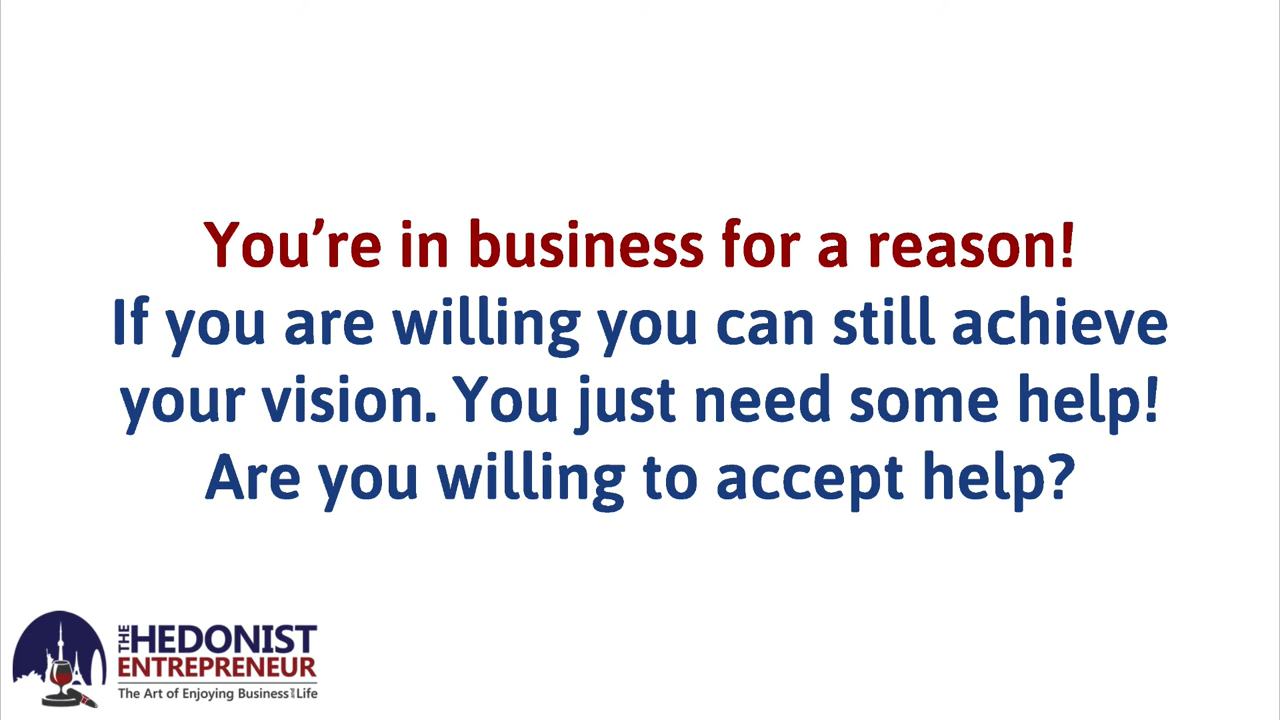 You’re in business for a reason!
If you are willing you can still achieve
your vision. You just need some help!
Are you willing to accept help?
THE HEDONIST
ENTREPRENEUR
The Art of Enjoying Business and Life